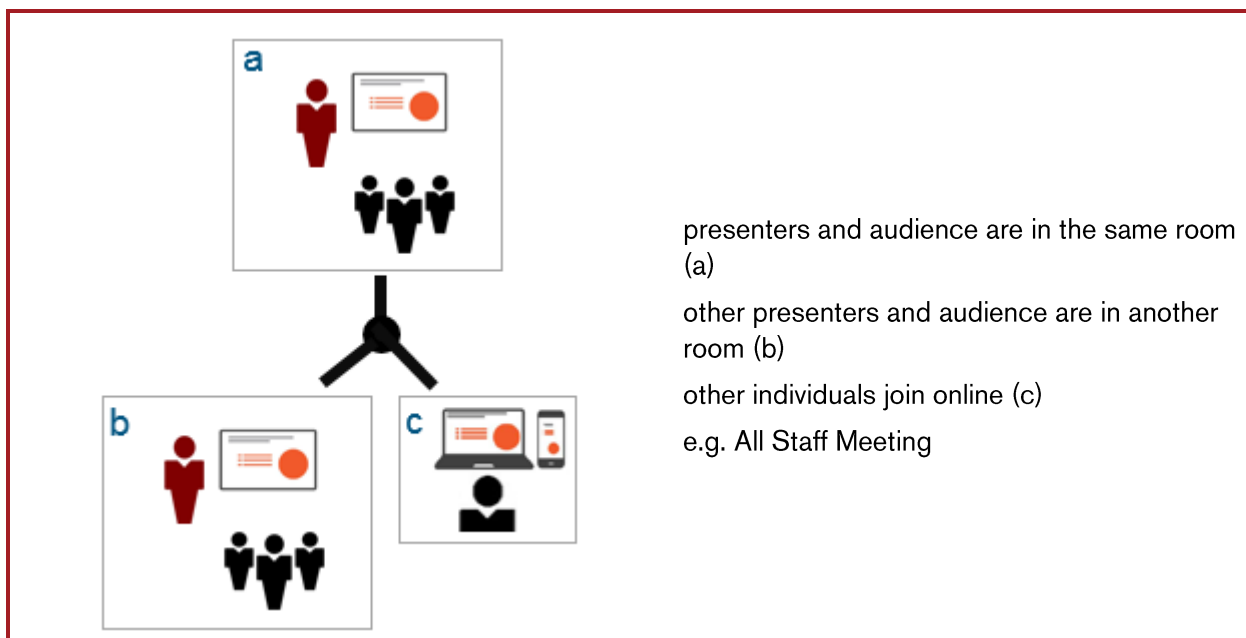 a
presenters and audience are in the same room
(a)
other presenters and audience are in another
room (b)
b
c
other individuals join online (c)
e.g. All Staff Meeting